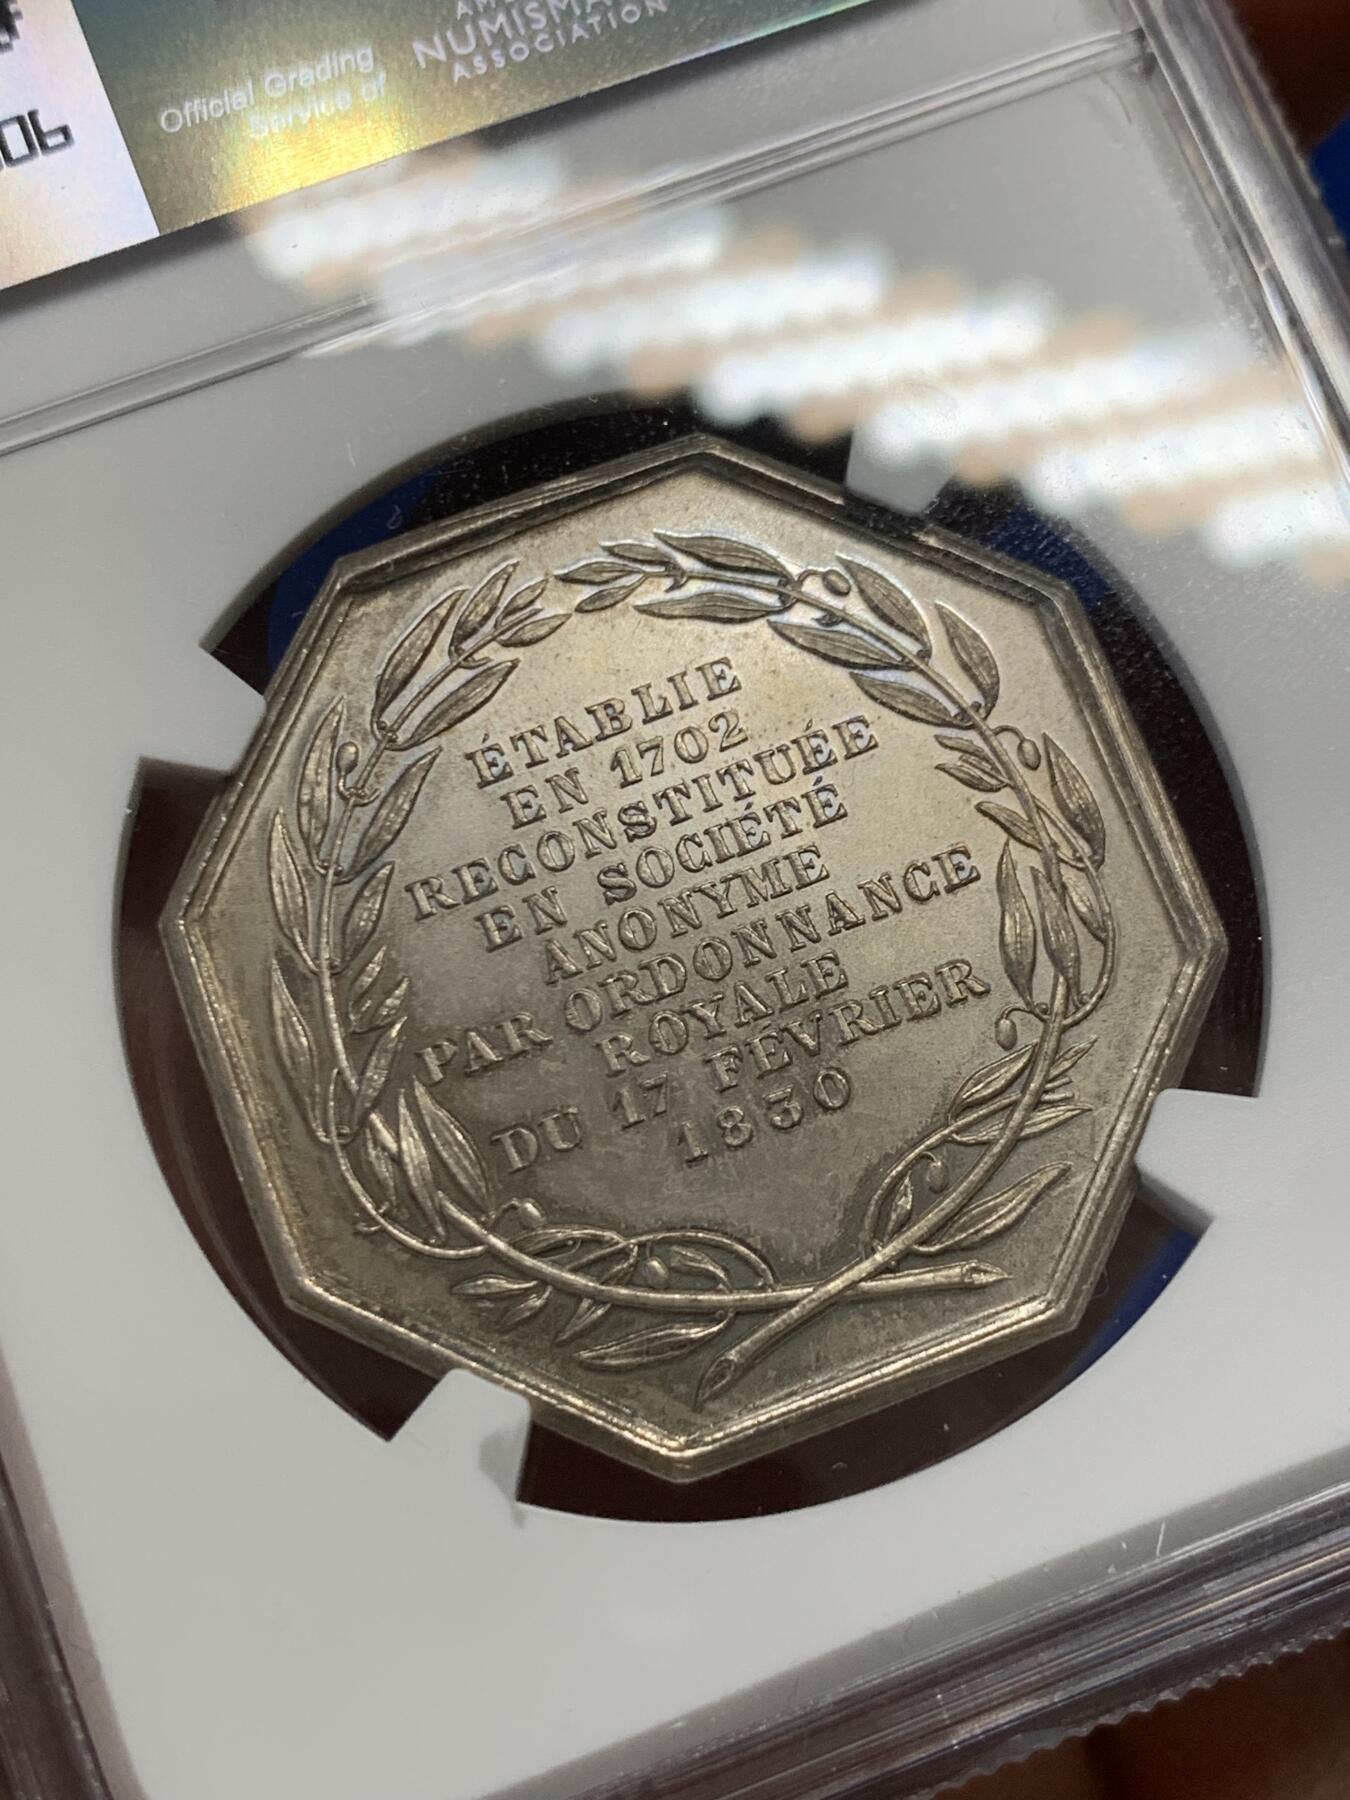 06
Official Grading
Service of
NUMISMA
ASSOCIATION
ÉTABLIE
EN 1702
RECONSTITUÉE
EN SOCIÉTÉ
ANONYME
PAR ORDONNANCE
ROYALE
DU 17 FÉVRIER
1830